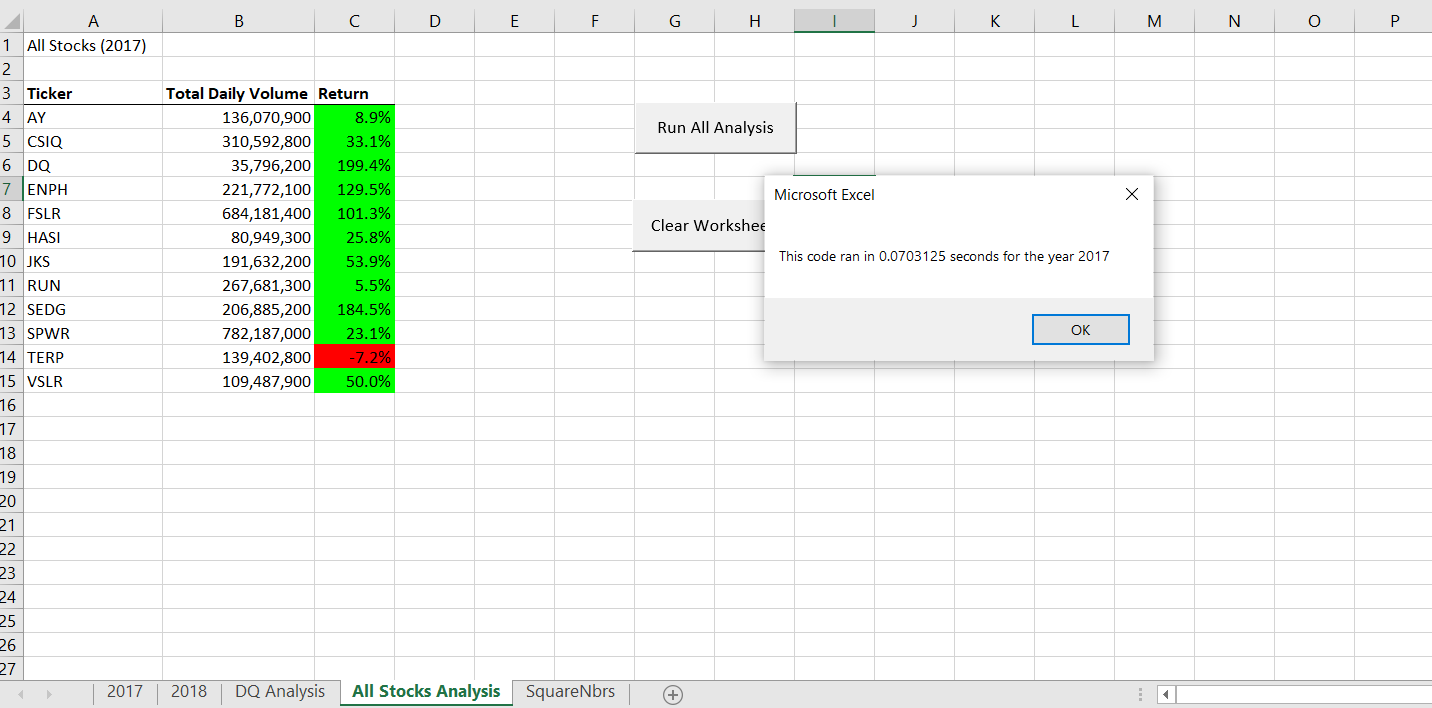 A B C D E F G H I J K L M N O P
1 All Stocks (2017)
2
3 Ticker Total Daily Volume Return
4 AY 136,070,900 8.9%
5 CSIQ 310,592,800 33.1%
6 DQ 35,796,200 199.4%
7 ENPH 221,772,100 129.5%
8 FSLR 684,181,400 101.3%
9 HASI 80,949,300 25.8%
10 JKS 191,632,200 53.9%
11 RUN 267,681,300 5.5%
12 SEDG 206,885,200 184.5%
13 SPWR 782,187,000 23.1%
14 TERP 139,402,800 -7.2%
15 VSLR 109,487,900 50.0%
16
17
18
19
20
21
22
23
24
25
26
27
Run All Analysis
Clear Workshee
Microsoft Excel
This code ran in 0.0703125 seconds for the year 2017
OK
2017 2018 DQ Analysis All Stocks Analysis SquareNbrs